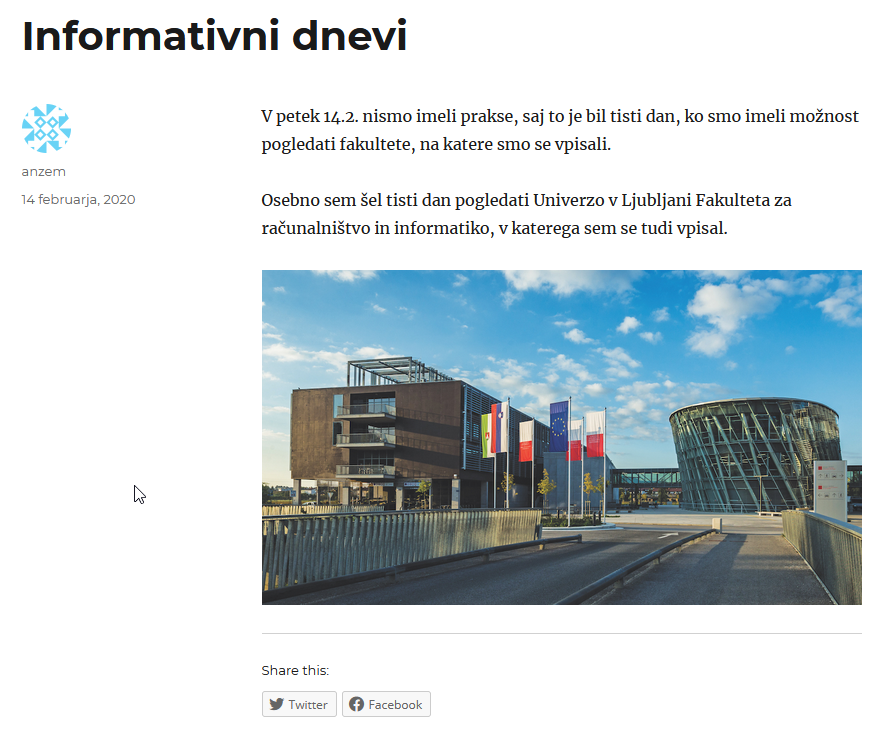 Informativni dnevi
anzem
14 februarja, 2020
V petek 14.2. nismo imeli prakse, saj to je bil tisti dan, ko smo imeli možnost
pogledati fakultete, na katere smo se vpisali.
Osebno sem šel tisti dan pogledati Univerzo v Ljubljani Fakulteta za
računalništvo in informatiko, v katerega sem se tudi vpisal.
Share this:
Twitter
Facebook